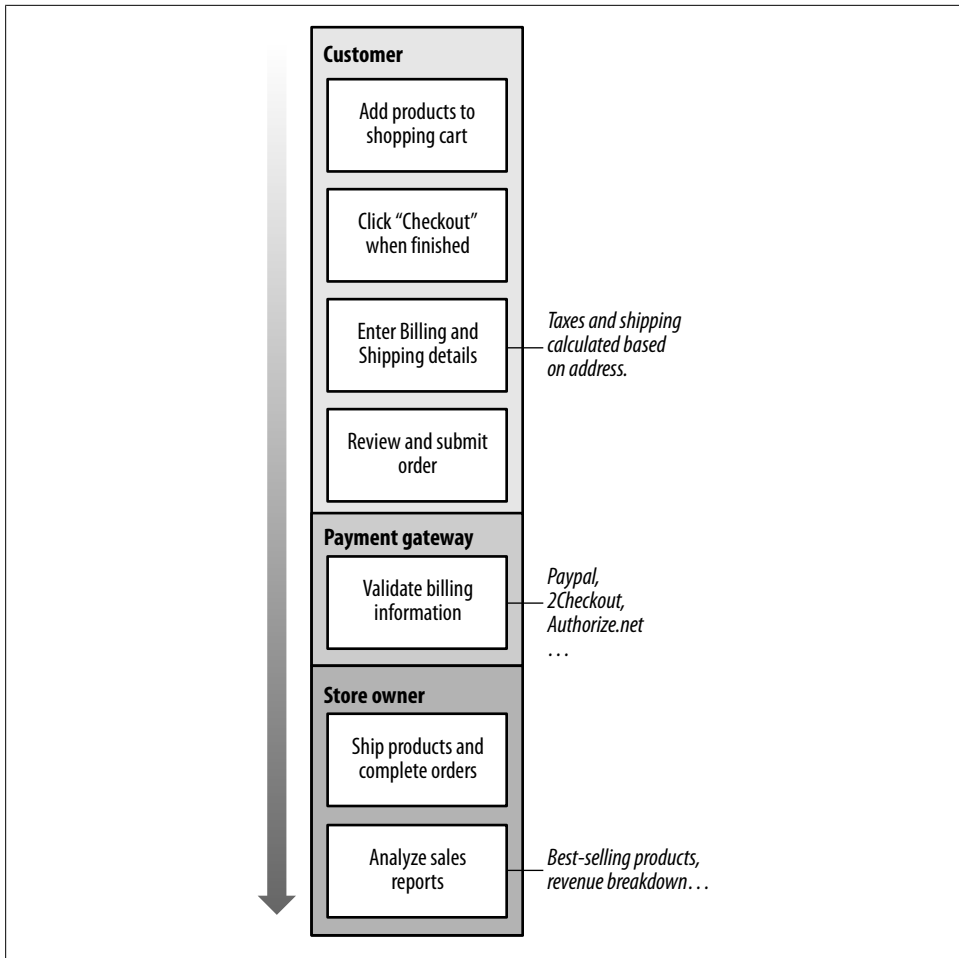 Customer
Add products to
shopping cart
Click “Checkout”
when finished
Enter Billing and
Shipping details
Taxes and shipping
calculated based
on address.
Review and submit
order
Payment gateway
Validate billing
information
Paypal,
2Checkout,
Authorize.net
. . .
Store owner
Ship products and
complete orders
Analyze sales
reports
Best-selling products,
revenue breakdown. . .